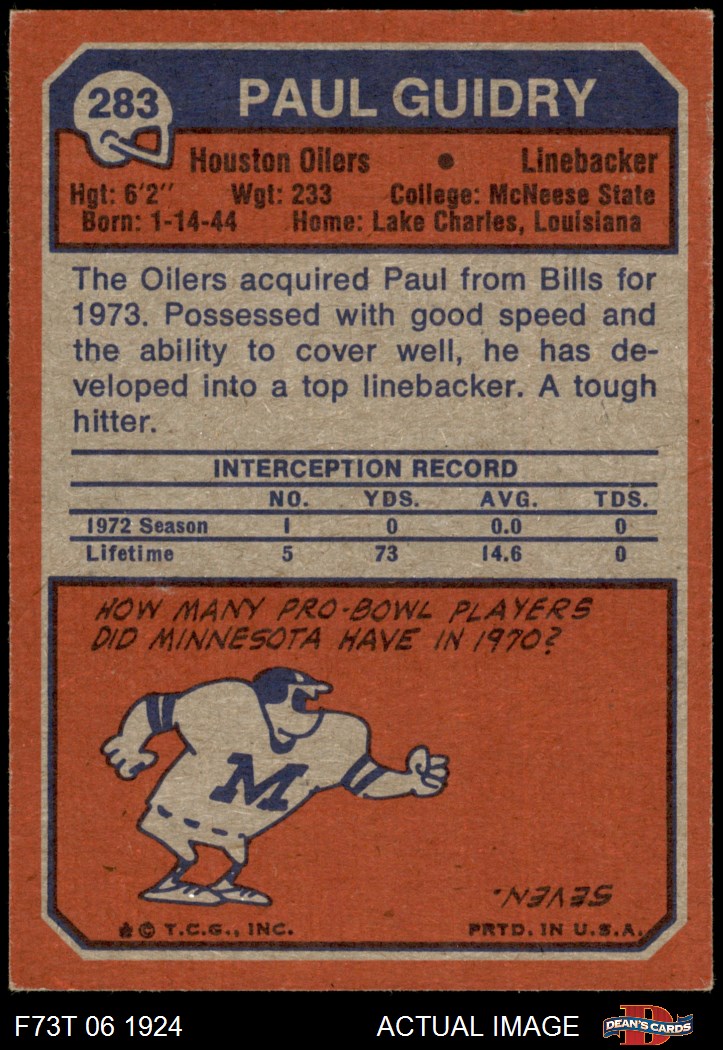 283
PAUL GUIDRY
Houston Oilers • Linebacker
Hgt: 6'2" Wgt: 233 College: McNeese State
Born: 1-14-44 Home: Lake Charles, Louisiana
The Oilers acquired Paul from Bills for
1973. Possessed with good speed and
the ability to cover well, he has de-
veloped into a top linebacker. A tough
hitter.
INTERCEPTION RECORD
NO. YDS. AVG. TDS.
1972 Season 1 0 0.0 0
Lifetime 5 73 14.6 0
HOW MANY PRO-BOWL PLAYERS
DID MINNESOTA HAVE IN 1970?
M
SEVEN.
* © T.C.G., INC. PRTD. IN U.S.A.
F73T 06 1924 ACTUAL IMAGE D DEAN'S CARDS